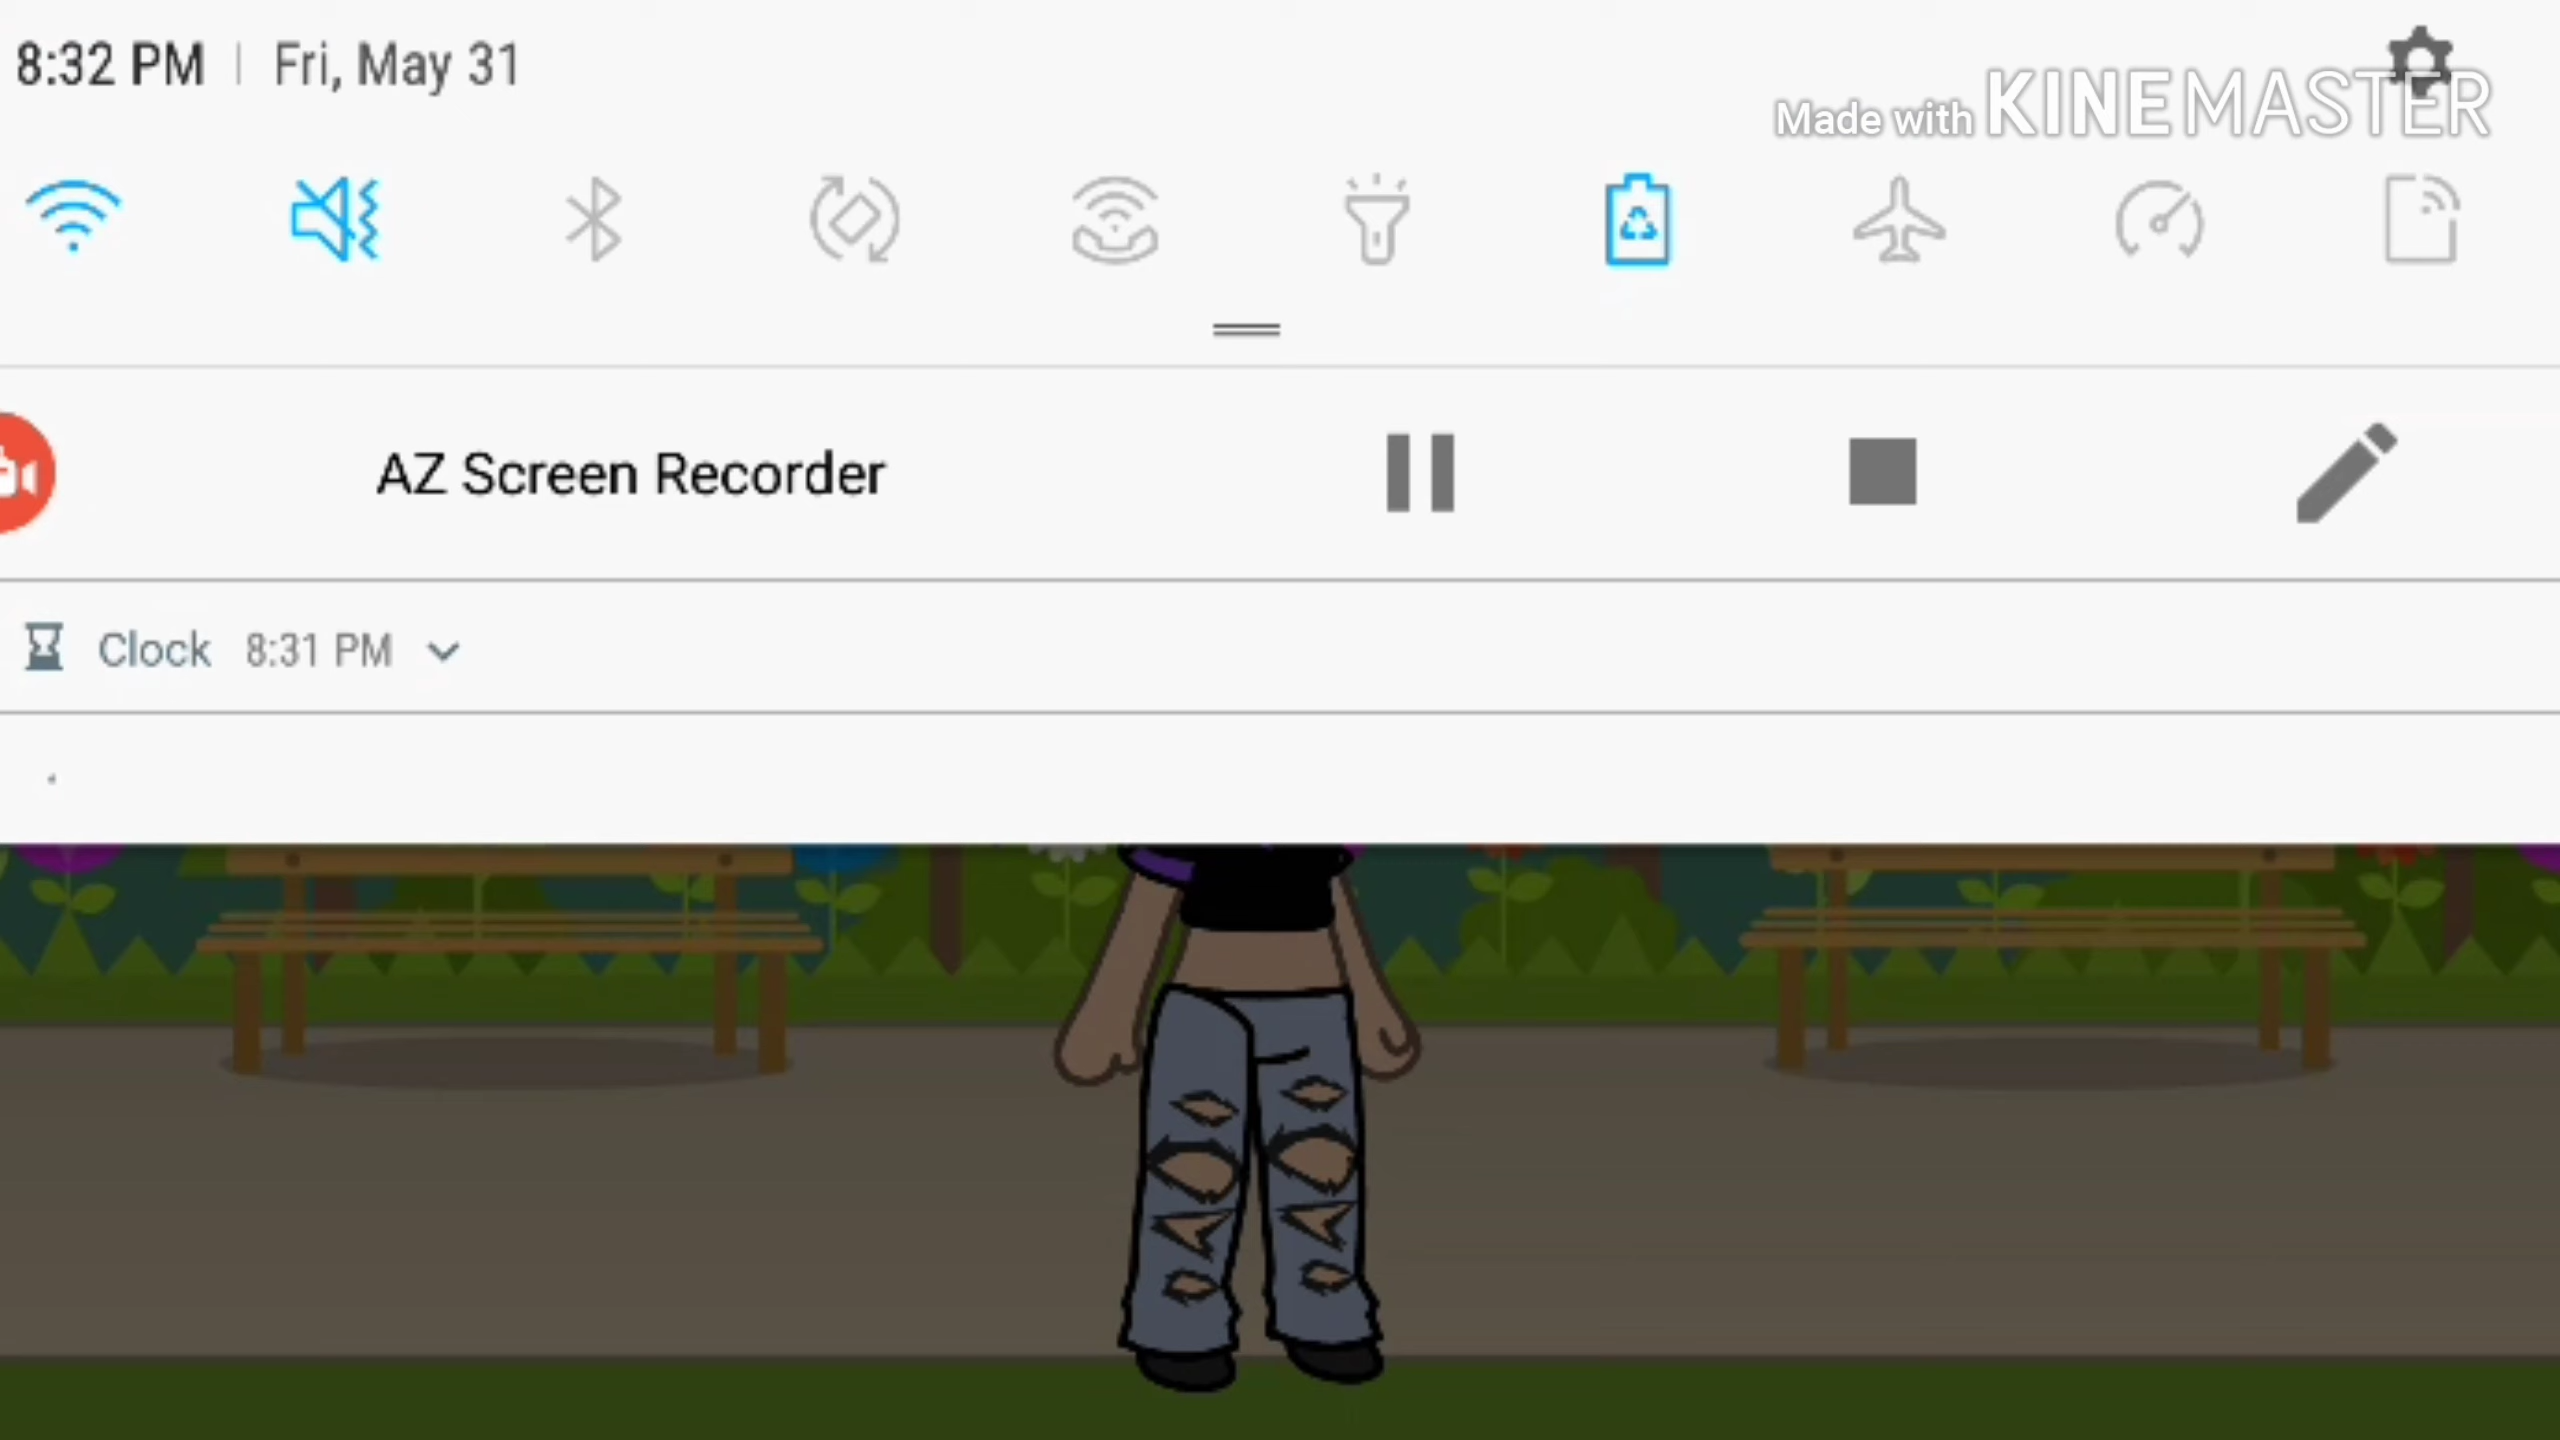 8:32 PM | Fri, May 31
Made with KINEMASTER
AZ Screen Recorder
Clock 8:31 PM